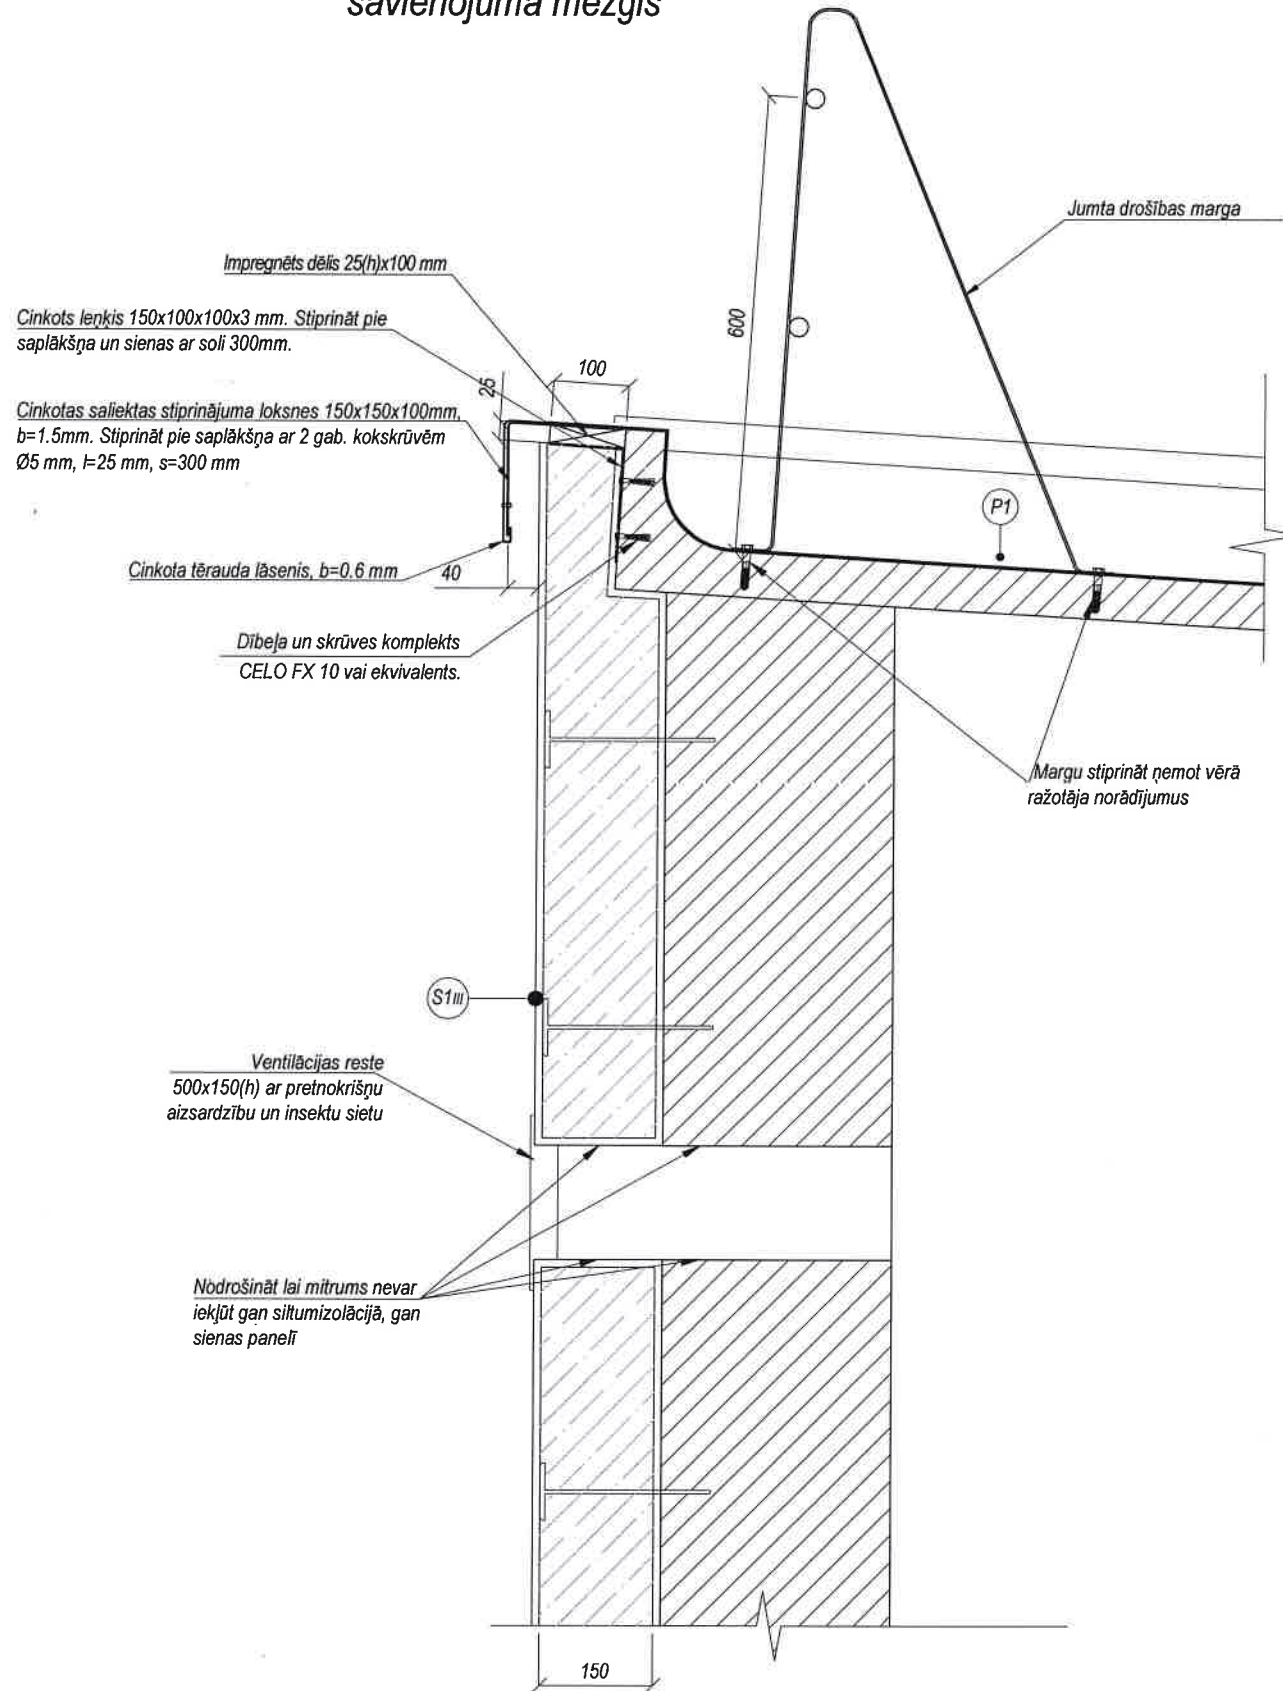 savienojuma mezgls
Jumta drošības marga
Impregnēts dēlis 25(h)x100 mm
Cinkots leņķis 150x100x100x3 mm. Stiprināt pie
saplākšņa un sienas ar soli 300mm.
600
100
25
Cinkotas saliektas stiprinājuma loksnes 150x150x100mm,
b=1.5mm. Stiprināt pie saplākšņa ar 2 gab. kokskrūvēm
Ø5 mm, l=25 mm, s=300 mm
P1
Cinkota tērauda lāsenis, b=0.6 mm
40
Dībeļa un skrūves komplekts
CELO FX 10 vai ekvivalents.
Margu stiprināt ņemot vērā
ražotāja norādījumus
S1III
Ventilācijas reste
500x150(h) ar pretnokrišņu
aizsardzību un insektu sietu
Nodrošināt lai mitrums nevar
iekļūt gan siltumizolācijā, gan
sienas panelī
150